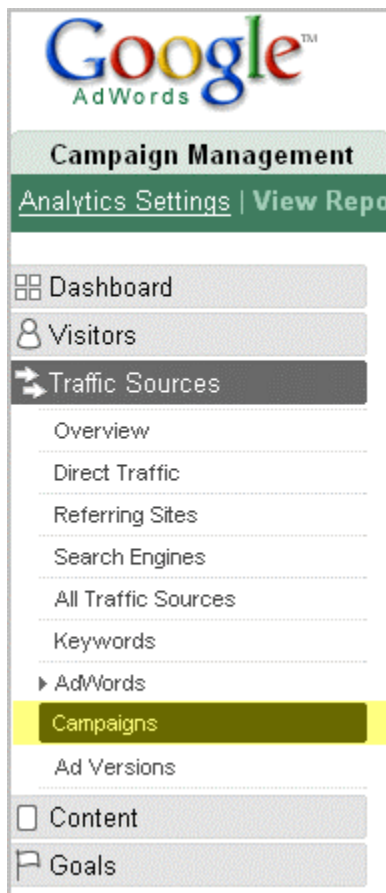 Google™
AdWords
Campaign Management
Analytics Settings | View Repo
Dashboard
Visitors
Traffic Sources
Overview
Direct Traffic
Referring Sites
Search Engines
All Traffic Sources
Keywords
AdWords
Campaigns
Ad Versions
Content
Goals